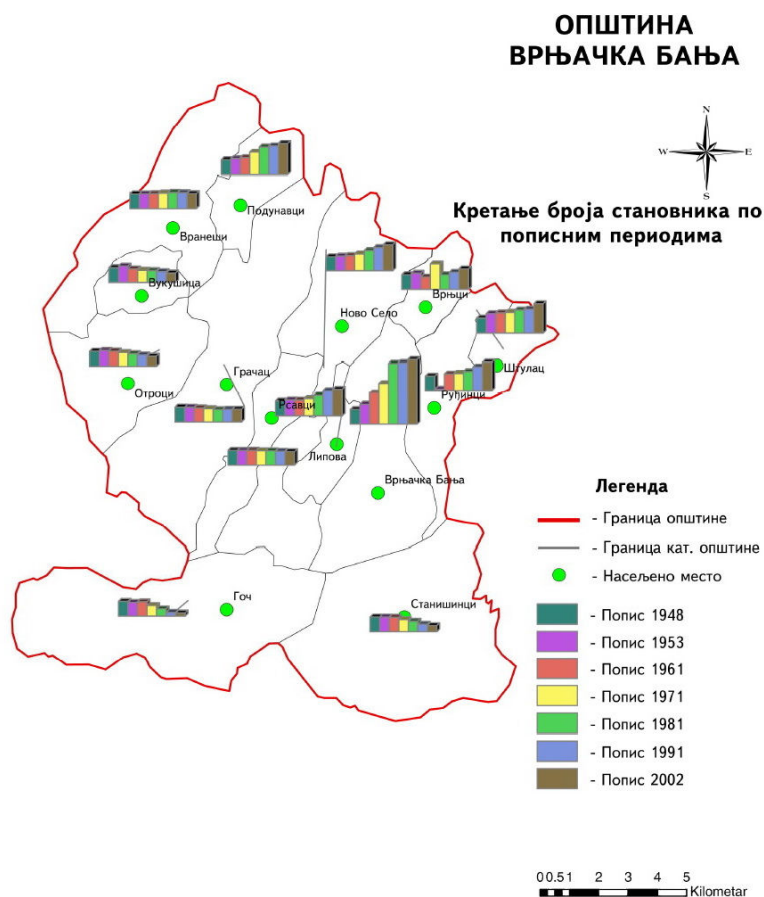 ОПШТИНА
ВРЊАЧКА БАЊА
N
W
E
S
Кретање броја становника по
пописним периодима
Подунавци
Вранеши
Вукушица
Ново Село
Врњци
Штулац
Грачац
Отроци
Рсавци
Руђинци
Липова
Врњачка Бања
Гоч
Станишинци
Легенда
- Граница општине
- Граница кат. општине
- Насељено место
- Попис 1948
- Попис 1953
- Попис 1961
- Попис 1971
- Попис 1981
- Попис 1991
- Попис 2002
0 0.5 1 2 3 4 5
Kilometar